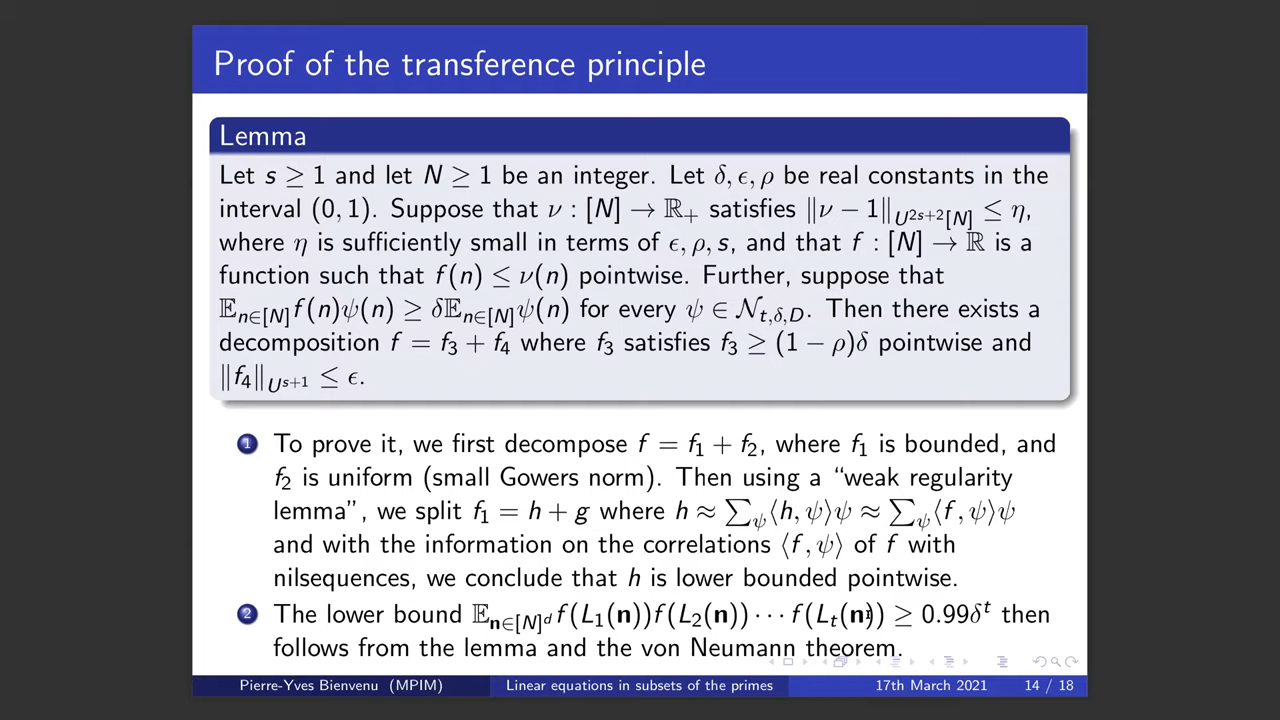 Proof of the transference principle
Lemma
Let s ≥ 1 and let N ≥ 1 be an integer. Let δ, ϵ, ρ be real constants in the
interval (0, 1). Suppose that ν : [N] → ℝ₊ satisfies ‖ν − 1‖_{U^{2s+2}[N]} ≤ η,
where η is sufficiently small in terms of ϵ, ρ, s, and that f : [N] → ℝ is a
function such that f(n) ≤ ν(n) pointwise. Further, suppose that
𝔼_{n∈[N]}f(n)ψ(n) ≥ δ𝔼_{n∈[N]}ψ(n) for every ψ ∈ 𝒩_{t,δ,D}. Then there exists a
decomposition f = f₃ + f₄ where f₃ satisfies f₃ ≥ (1 − ρ)δ pointwise and
‖f₄‖_{U^{s+1}} ≤ ϵ.
1 To prove it, we first decompose f = f₁ + f₂, where f₁ is bounded, and
f₂ is uniform (small Gowers norm). Then using a “weak regularity
lemma”, we split f₁ = h + g where h ≈ ∑_ψ⟨h, ψ⟩ψ ≈ ∑_ψ⟨f, ψ⟩ψ
and with the information on the correlations ⟨f, ψ⟩ of f with
nilsequences, we conclude that h is lower bounded pointwise.
2 The lower bound 𝔼_{n∈[N]^d}f(L₁(n))f(L₂(n)) ⋯ f(L_t(n)) ≥ 0.99δ^t then
follows from the lemma and the von Neumann theorem.
Pierre-Yves Bienvenu (MPIM) Linear equations in subsets of the primes 17th March 2021 14 / 18